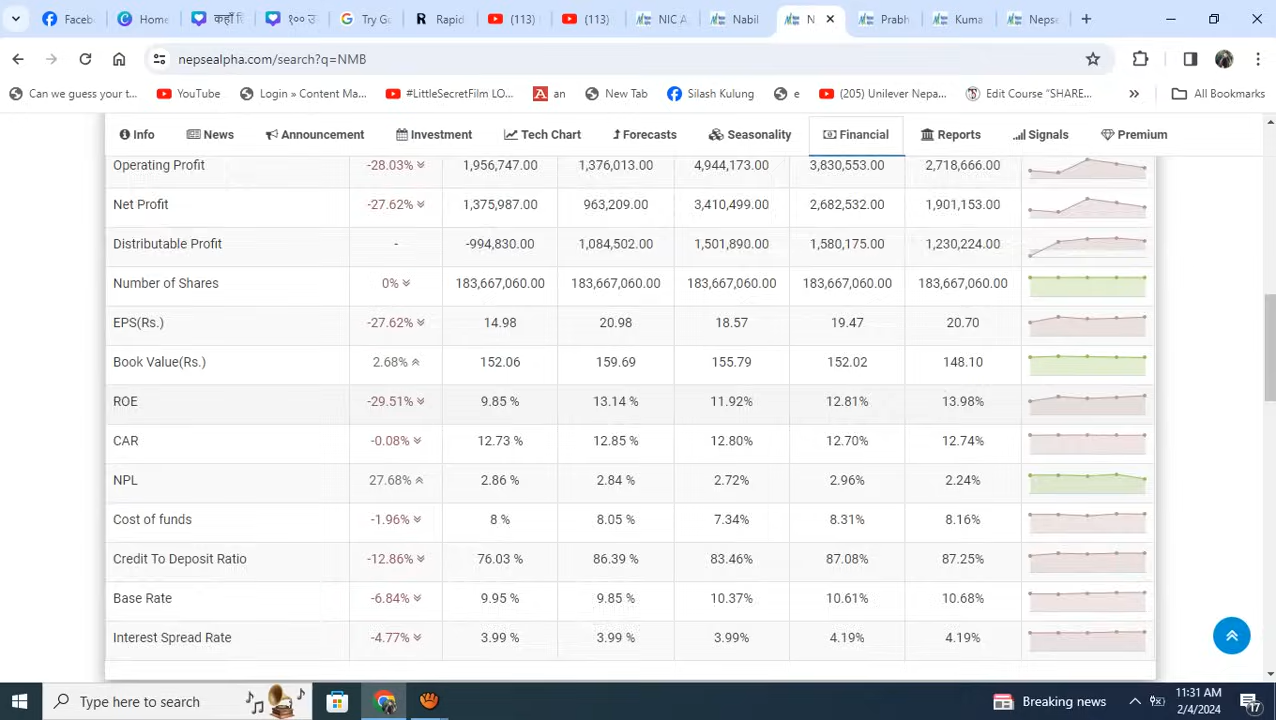 Faceb Home कहाँ f १०० उ Try Go Rapid (113) (113) NIC A Nabil N Prabh Kuma Nepse
nepsealpha.com/search?q=NMB
Can we guess your t... YouTube Login » Content Ma... #LittleSecretFilm LO... an New Tab Silash Kulung e (205) Unilever Nepa... Edit Course “SHARE... » All Bookmarks
Info News Announcement Investment Tech Chart Forecasts Seasonality Financial Reports Signals Premium
Operating Profit -28.03% 1,956,747.00 1,376,013.00 4,944,173.00 3,830,553.00 2,718,666.00
Net Profit -27.62% 1,375,987.00 963,209.00 3,410,499.00 2,682,532.00 1,901,153.00
Distributable Profit - -994,830.00 1,084,502.00 1,501,890.00 1,580,175.00 1,230,224.00
Number of Shares 0% 183,667,060.00 183,667,060.00 183,667,060.00 183,667,060.00 183,667,060.00
EPS(Rs.) -27.62% 14.98 20.98 18.57 19.47 20.70
Book Value(Rs.) 2.68% 152.06 159.69 155.79 152.02 148.10
ROE -29.51% 9.85 % 13.14 % 11.92% 12.81% 13.98%
CAR -0.08% 12.73 % 12.85 % 12.80% 12.70% 12.74%
NPL 27.68% 2.86 % 2.84 % 2.72% 2.96% 2.24%
Cost of funds -1.96% 8 % 8.05 % 7.34% 8.31% 8.16%
Credit To Deposit Ratio -12.86% 76.03 % 86.39 % 83.46% 87.08% 87.25%
Base Rate -6.84% 9.95 % 9.85 % 10.37% 10.61% 10.68%
Interest Spread Rate -4.77% 3.99 % 3.99 % 3.99% 4.19% 4.19%
Type here to search Breaking news 11:31 AM
2/4/2024 17